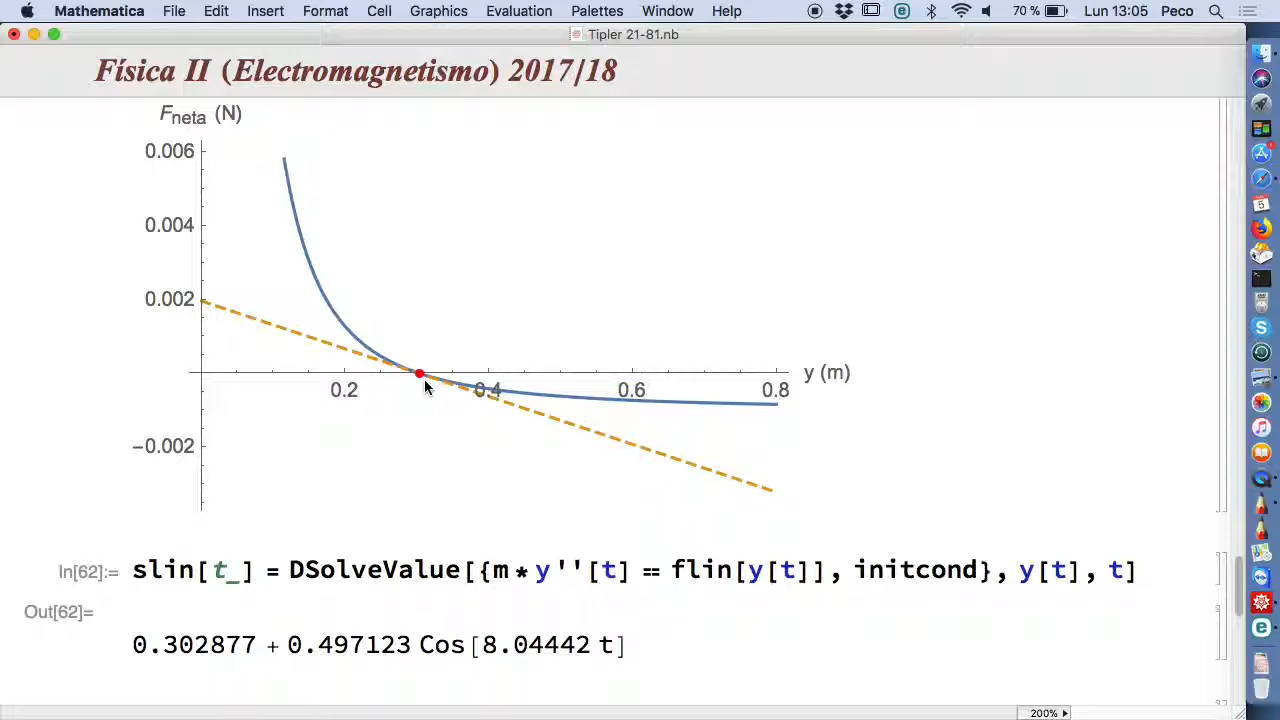 Mathematica File Edit Insert Format Cell Graphics Evaluation Palettes Window Help 70 % Lun 13:05 Peco
Tipler 21-81.nb
Física II (Electromagnetismo) 2017/18
Fneta (N)
0.006
0.004
0.002
y (m)
0.2 0.4 0.6 0.8
−0.002
In[62]:= slin[t_] = DSolveValue[{m * y''[t] == flin[y[t]], initcond}, y[t], t]
Out[62]=
0.302877 + 0.497123 Cos[8.04442 t]
200%
5